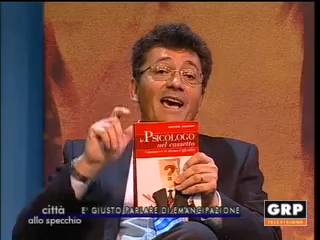 lo
PSICOLOGO
nel cassetto
?
città
allo specchio
E' GIUSTO PARLARE DI EMANCIPAZIONE
GRP
TELEVISIONE